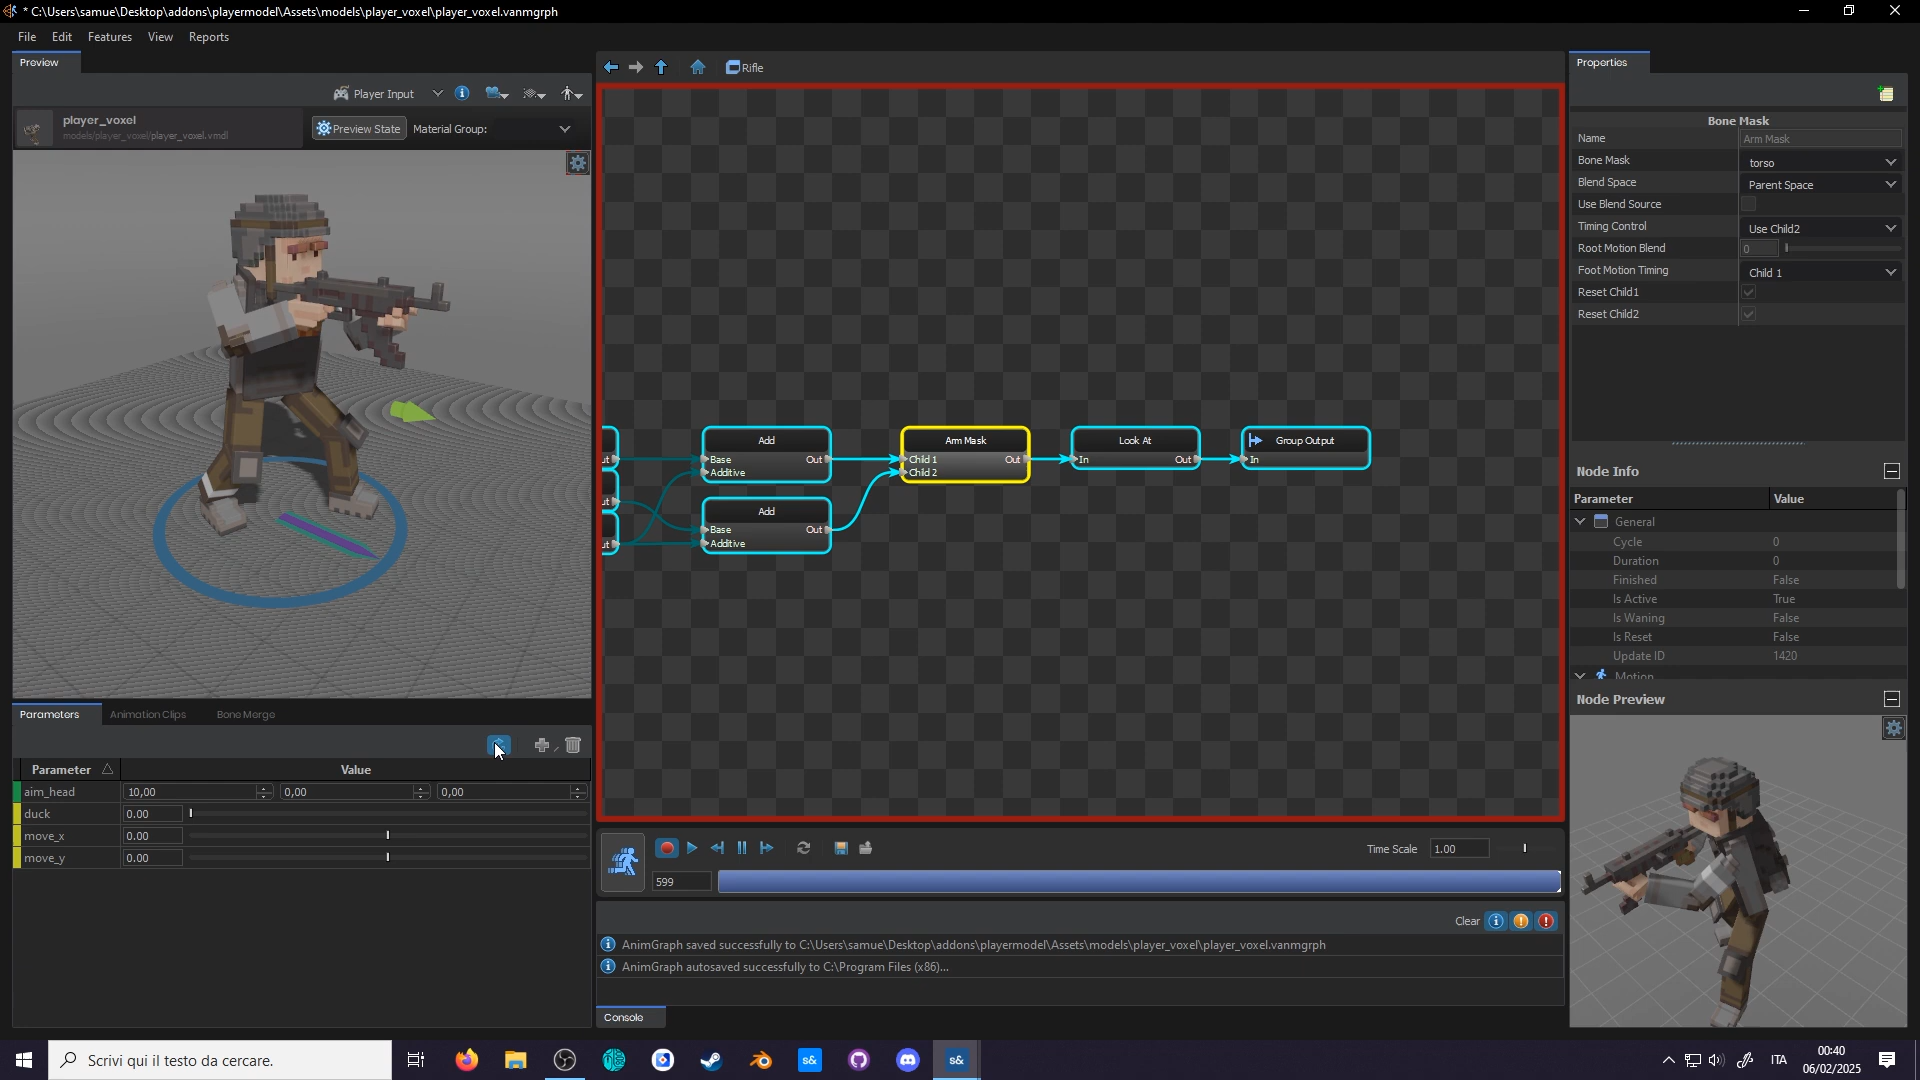 * C:\Users\samue\Desktop\addons\playermodel\Assets\models\player_voxel\player_voxel.vanmgrph
File Edit Features View Reports
Preview
Player Input
player_voxel
models/player_voxel/player_voxel.vmdl
Preview State Material Group:
Rifle
Add
Base Out
Additive
Add
Base Out
Additive
ut
ut
ut
Arm Mask
Child 1 Out
Child 2
Look At
In Out
Group Output
In
Parameters Animation Clips Bone Merge
Parameter Value
aim_head 10,00 0,00 0,00
duck 0.00
move_x 0.00
move_y 0.00
599
Time Scale 1.00
Clear
AnimGraph saved successfully to C:\Users\samue\Desktop\addons\playermodel\Assets\models\player_voxel\player_voxel.vanmgrph
AnimGraph autosaved successfully to C:\Program Files (x86)...
Console
Properties
Bone Mask
Name Arm Mask
Bone Mask torso
Blend Space Parent Space
Use Blend Source
Timing Control Use Child2
Root Motion Blend 0
Foot Motion Timing Child 1
Reset Child1
Reset Child2
Node Info
Parameter Value
General
Cycle 0
Duration 0
Finished False
Is Active True
Is Waning False
Is Reset False
Update ID 1420
Motion
Node Preview
Scrivi qui il testo da cercare.
s&
s&
ITA
00:40
06/02/2025